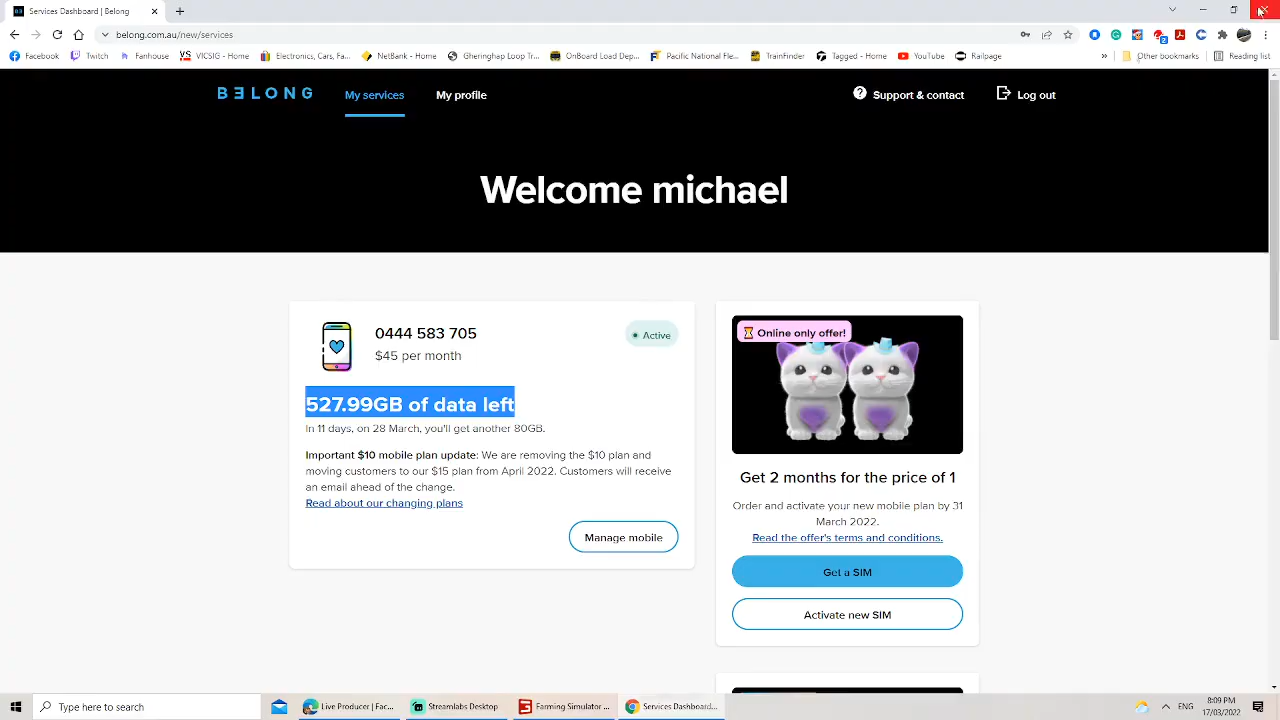 Services Dashboard | Belong
belong.com.au/new/services
Facebook
Twitch
Fanhouse
VICSIG - Home
Electronics, Cars, Fa...
NetBank - Home
Gheringhap Loop Tr...
OnBoard Load Dep...
Pacific National Fle...
TrainFinder
Tagged - Home
YouTube
Railpage
»
Other bookmarks
Reading list
BELONG
My services
My profile
Support & contact
Log out
Welcome michael
0444 583 705
$45 per month
Active
527.99GB of data left
In 11 days, on 28 March, you'll get another 80GB.
Important $10 mobile plan update: We are removing the $10 plan and
moving customers to our $15 plan from April 2022. Customers will receive
an email ahead of the change.
Read about our changing plans
Manage mobile
Online only offer!
Get 2 months for the price of 1
Order and activate your new mobile plan by 31
March 2022.
Read the offer's terms and conditions.
Get a SIM
Activate new SIM
Type here to search
Live Producer | Fac...
Streamlabs Desktop
Farming Simulator ...
Services Dashboard...
ENG
8:09 PM
17/03/2022